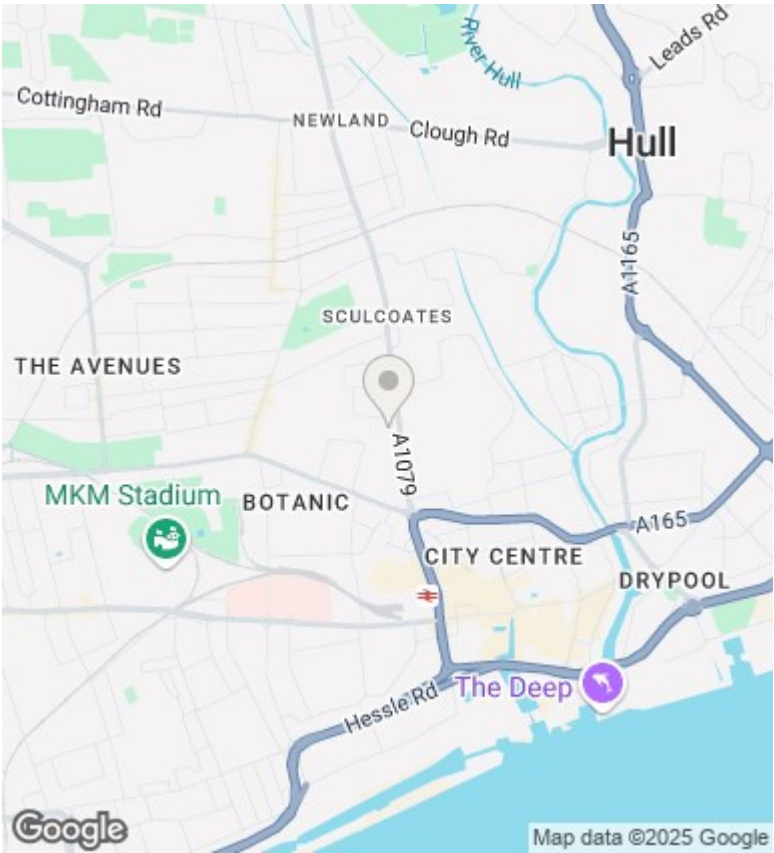 Leads Rd
River Hull
Cottingham Rd
NEWLAND
Clough Rd
Hull
A1165
SCULCOATES
THE AVENUES
A1079
MKM Stadium
BOTANIC
A165
CITY CENTRE
DRYPOOL
The Deep
Hessle Rd
Google
Map data ©2025 Google